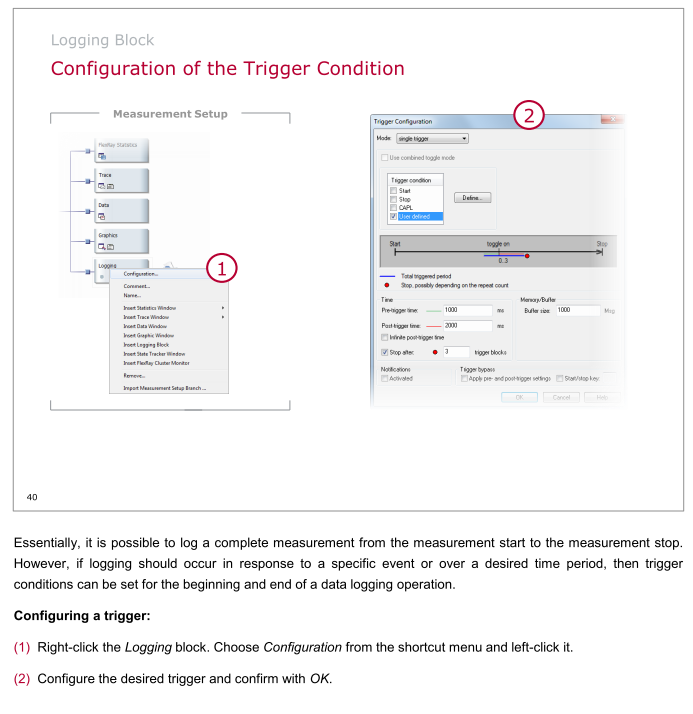 Logging Block
Configuration of the Trigger Condition
Measurement Setup
FlexRay Statistics
Trace
Data
Graphics
Logging
Configuration...
Comment...
Name...
Insert Statistics Window
Insert Trace Window
Insert Data Window
Insert Graphic Window
Insert Logging Block
Insert State Tracker Window
Insert FlexRay Cluster Monitor
Remove...
Import Measurement Setup Branch ...
1
2
Trigger Configuration
Mode: single trigger
Use combined toggle mode
Trigger condition
Start
Stop
CAPL
User defined
Define...
Start toggle on Stop
0..3
Total triggered period
Stop, possibly depending on the repeat count
Time Memory/Buffer
Pre-trigger time: 1000 ms Buffer size: 1000 Msg
Post-trigger time: 2000 ms
Infinite post-trigger time
Stop after: 3 trigger blocks
Notifications Trigger bypass
Activated Apply pre- and post-trigger settings Start/stop key:
OK Cancel Help
40
Essentially, it is possible to log a complete measurement from the measurement start to the measurement stop.
However, if logging should occur in response to a specific event or over a desired time period, then trigger
conditions can be set for the beginning and end of a data logging operation.
Configuring a trigger:
(1) Right-click the Logging block. Choose Configuration from the shortcut menu and left-click it.
(2) Configure the desired trigger and confirm with OK.